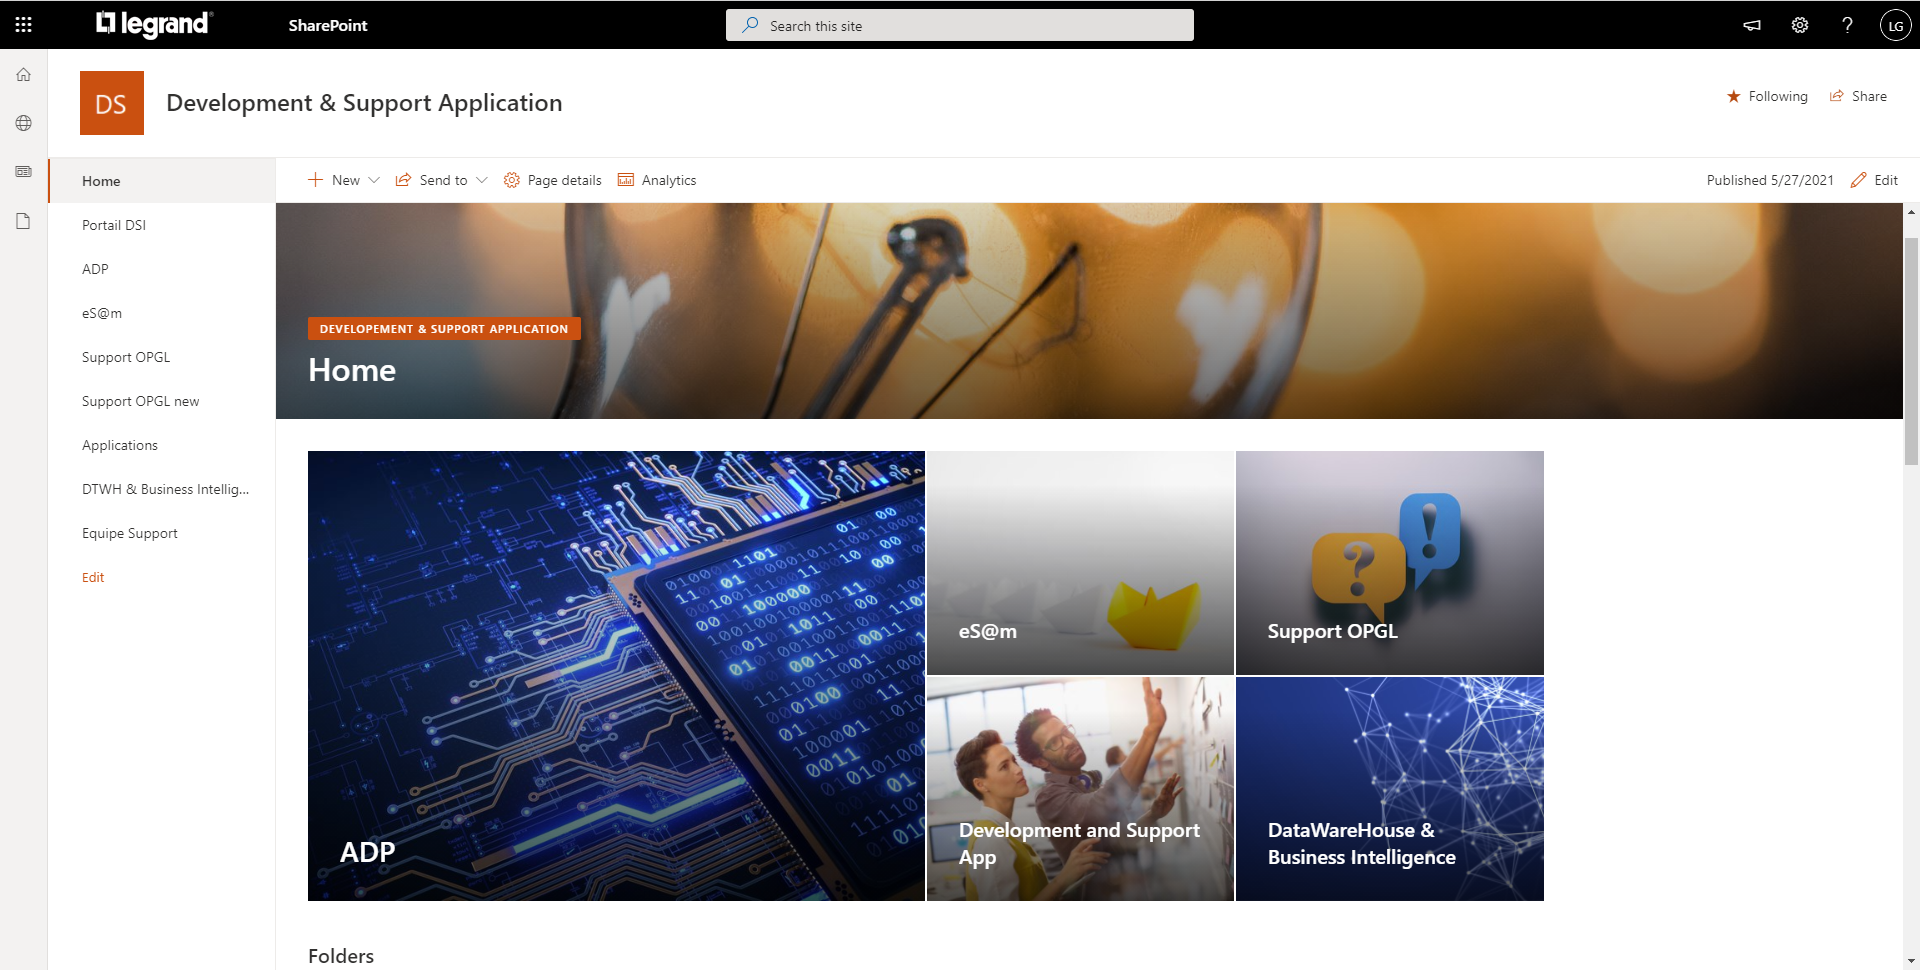 legrand®
SharePoint
Search this site
LG
DS
Development & Support Application
Following
Share
Home
Portail DSI
ADP
eS@m
Support OPGL
Support OPGL new
Applications
DTWH & Business Intellig...
Equipe Support
Edit
New
Send to
Page details
Analytics
Published 5/27/2021
Edit
DEVELOPEMENT & SUPPORT APPLICATION
Home
ADP
eS@m
Support OPGL
Development and Support
App
DataWareHouse &
Business Intelligence
Folders